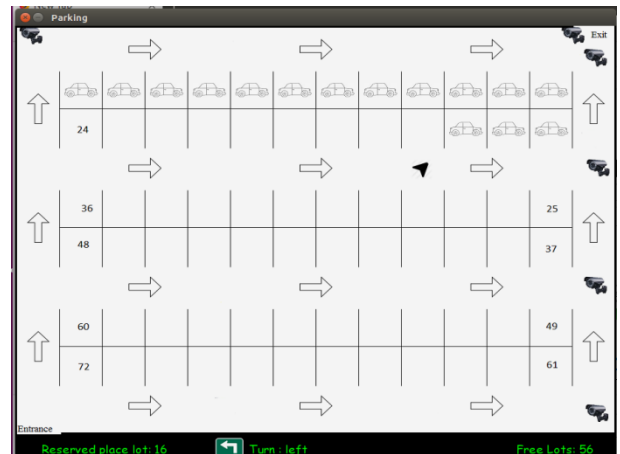 Parking
Exit
24
36
25
48
37
60
49
72
61
Entrance
Reserved place lot: 16
Turn : left
Free Lots: 56